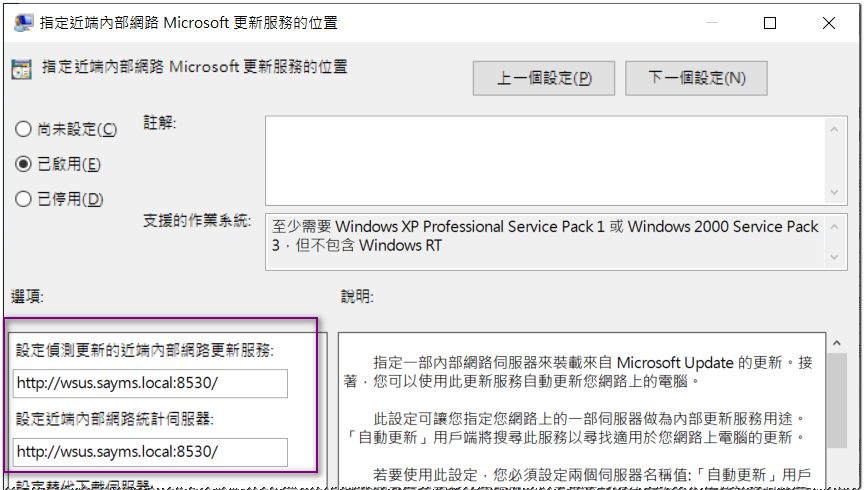 指定近端內部網路 Microsoft 更新服務的位置
指定近端內部網路 Microsoft 更新服務的位置
上一個設定(P)
下一個設定(N)
尚未設定(C)
註解:
已啟用(E)
已停用(D)
支援的作業系統:
至少需要 Windows XP Professional Service Pack 1 或 Windows 2000 Service Pack
3，但不包含 Windows RT
選項:
說明:
設定偵測更新的近端內部網路更新服務:
http://wsus.sayms.local:8530/
設定近端內部網路統計伺服器:
http://wsus.sayms.local:8530/
設定替代下載伺服器:
指定一部內部網路伺服器來裝載來自 Microsoft Update 的更新。接
著，您可以使用此更新服務自動更新您網路上的電腦。
此設定可讓您指定您網路上的一部伺服器做為內部更新服務用途。
「自動更新」用戶端將搜尋此服務以尋找適用於您網路上電腦的更新。
若要使用此設定，您必須設定兩個伺服器名稱值:「自動更新」用戶